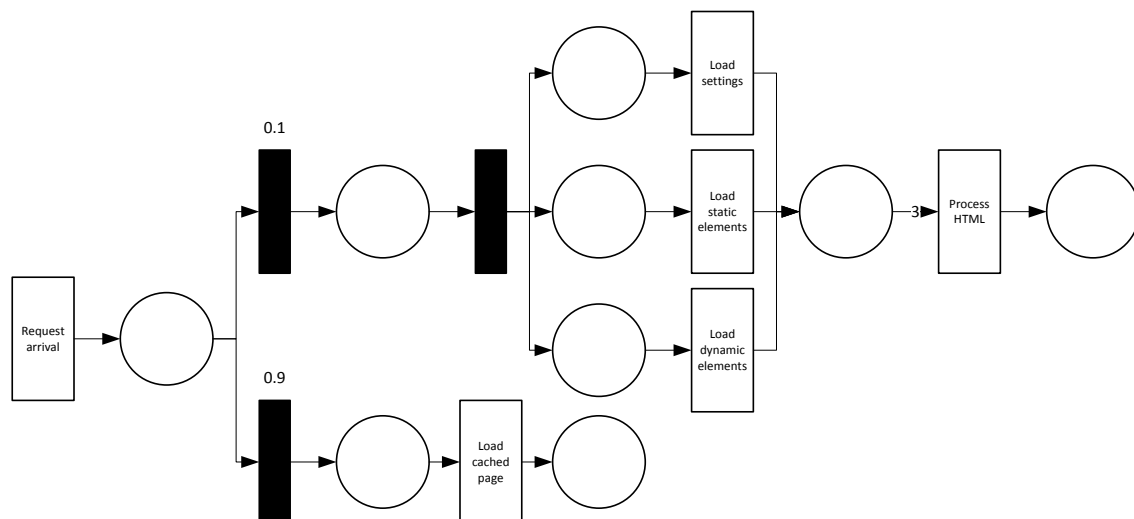 Load
settings
0.1
Load
static
elements
3
Process
HTML
Request
arrival
Load
dynamic
elements
0.9
Load
cached
page